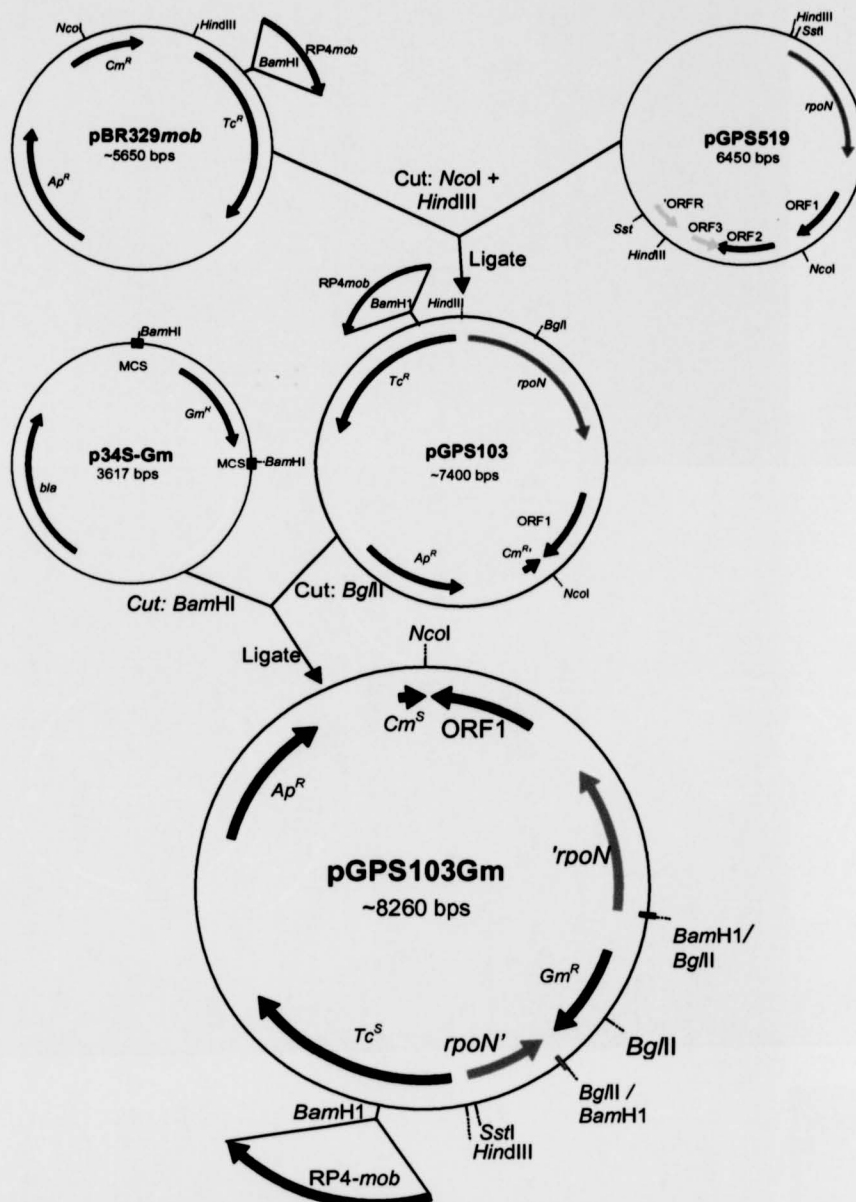 NcoI
HindIII
CmR
BamHI
RP4mob
TcR
ApR
pBR329mob
~5650 bps
HindIII
SstI
rpoN
pGPS519
6450 bps
'ORFR
ORF1
Sst
ORF3
ORF2
HindIII
NcoI
Cut: NcoI +
HindIII
Ligate
RP4mob
BamH1
HindIII
BglI
TcR
rpoN
pGPS103
~7400 bps
ORF1
CmR'
ApR
NcoI
BamHI
MCS
GmR
p34S-Gm
3617 bps
MCS
BamHI
bla
Cut: BamHI
Cut: BglII
Ligate
NcoI
CmS
ORF1
ApR
'rpoN
pGPS103Gm
~8260 bps
BamH1/
BglII
GmR
TcS
rpoN'
BglII
BglII /
BamH1
BamH1
SstI
HindIII
RP4-mob